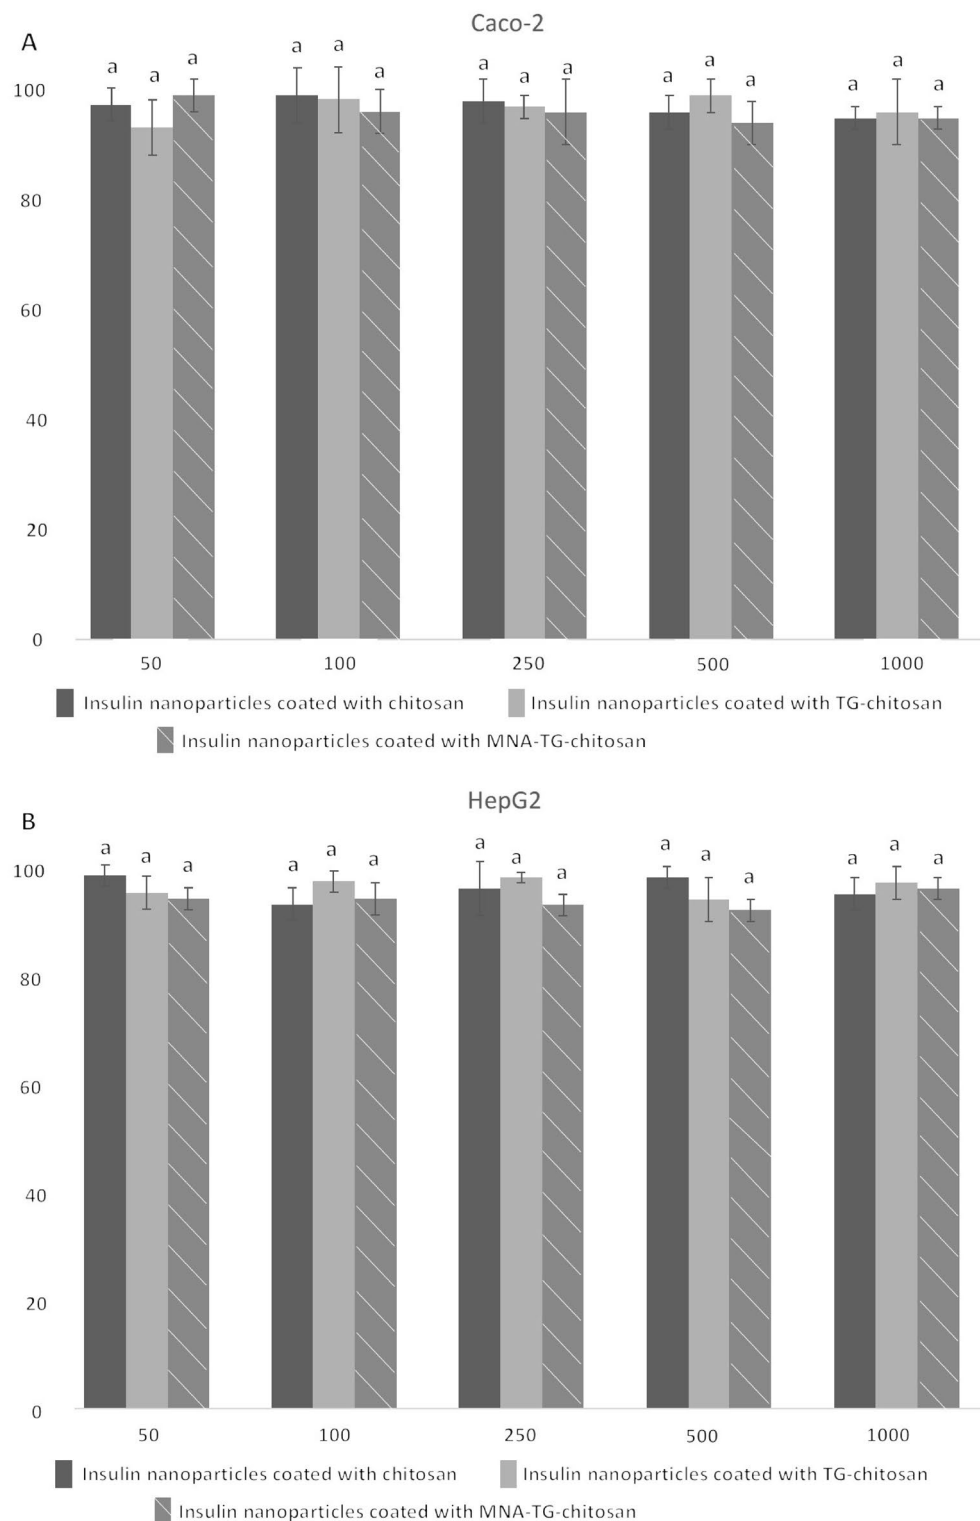 A
Caco-2
a a a a a a a a a a a a a a a
100
80
60
40
20
0
50 100 250 500 1000
Insulin nanoparticles coated with chitosan Insulin nanoparticles coated with TG-chitosan
Insulin nanoparticles coated with MNA-TG-chitosan
HepG2
B
a a a a a a a a a a a a a a a
100
80
60
40
20
0
50 100 250 500 1000
Insulin nanoparticles coated with chitosan Insulin nanoparticles coated with TG-chitosan
Insulin nanoparticles coated with MNA-TG-chitosan